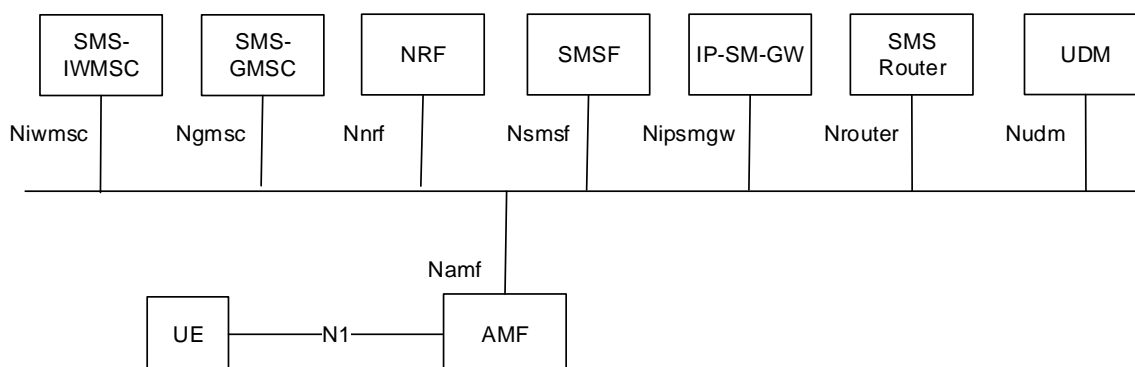 SMS-
IWMSC
SMS-
GMSC
NRF
SMSF
IP-SM-GW
SMS
Router
UDM
Niwmsc
Ngmsc
Nnrf
Nsmsf
Nipsmgw
Nrouter
Nudm
Namf
UE
N1
AMF